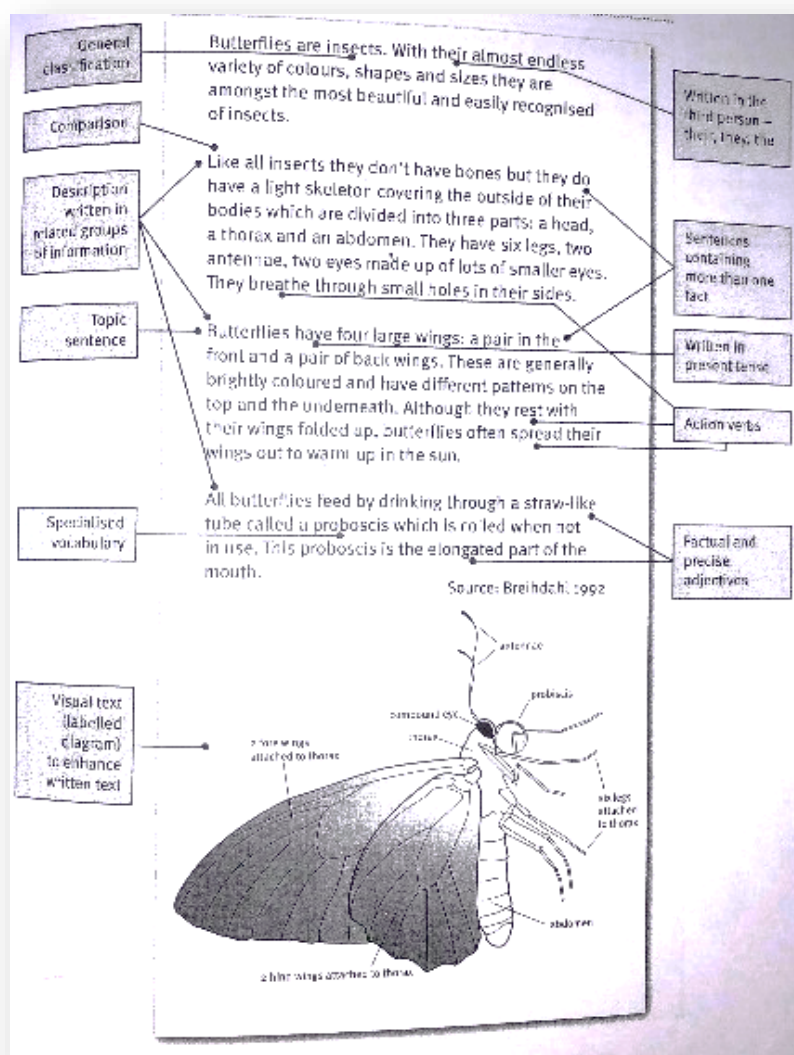 General
classification
Comparison
Description
written in
related groups
of information
Topic
sentence
Specialised
vocabulary
Visual text
(labelled
diagram)
to enhance
written text
Butterflies are insects. With their almost endless
variety of colours, shapes and sizes they are
amongst the most beautiful and easily recognised
of insects.
Like all insects they don't have bones but they do
have a light skeleton covering the outside of their
bodies which are divided into three parts: a head,
a thorax and an abdomen. They have six legs, two
antennae, two eyes made up of lots of smaller eyes.
They breathe through small holes in their sides.
Butterflies have four large wings: a pair in the
front and a pair of back wings. These are generally
brightly coloured and have different patterns on the
top and the underneath. Although they rest with
their wings folded up, butterflies often spread their
wings out to warm up in the sun.
All butterflies feed by drinking through a straw-like
tube called a proboscis which is coiled when not
in use. This proboscis is the elongated part of the
mouth.
Source: Breihdahl 1992
Written in the
third person –
their, they, the
Sentences
containing
more than one
fact
Written in
present tense
Action verbs
Factual and
precise
adjectives
antennae
probiscis
compound eye
thorax
2 fore wings
attached to thorax
six legs
attached
to thorax
abdomen
2 hind wings attached to thorax